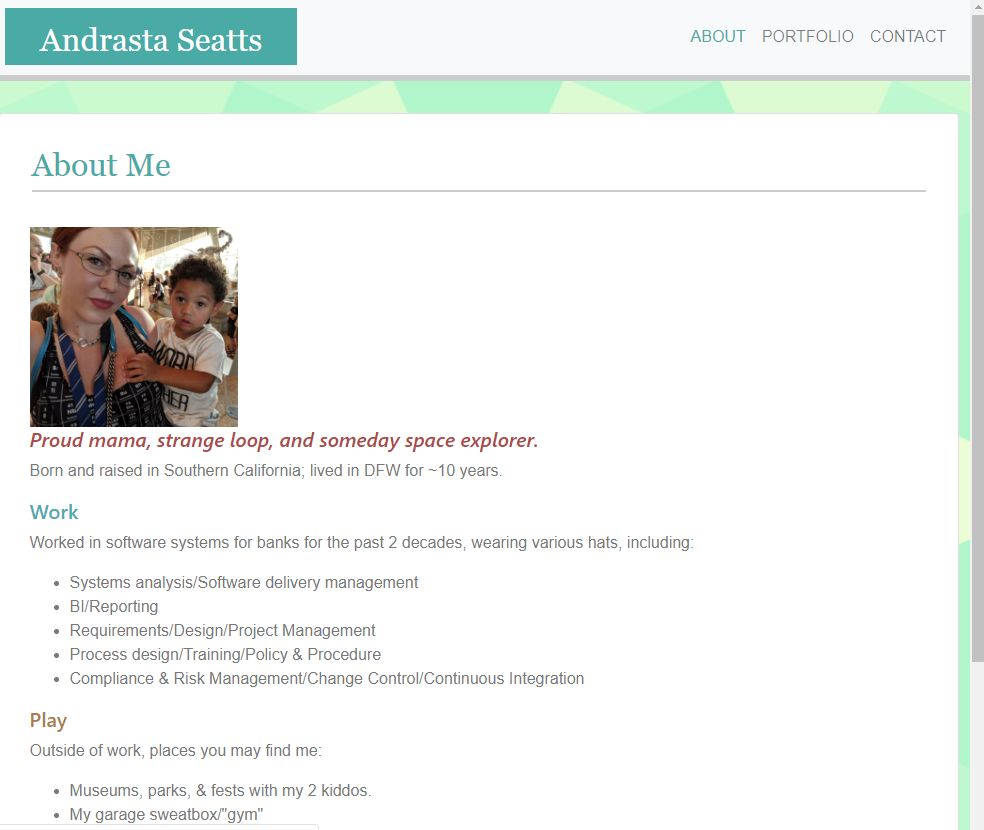 Andrasta Seatts
ABOUT PORTFOLIO CONTACT
About Me
WORD
HER
Proud mama, strange loop, and someday space explorer.
Born and raised in Southern California; lived in DFW for ~10 years.
Work
Worked in software systems for banks for the past 2 decades, wearing various hats, including:
• Systems analysis/Software delivery management
• BI/Reporting
• Requirements/Design/Project Management
• Process design/Training/Policy & Procedure
• Compliance & Risk Management/Change Control/Continuous Integration
Play
Outside of work, places you may find me:
• Museums, parks, & fests with my 2 kiddos.
• My garage sweatbox/"gym"